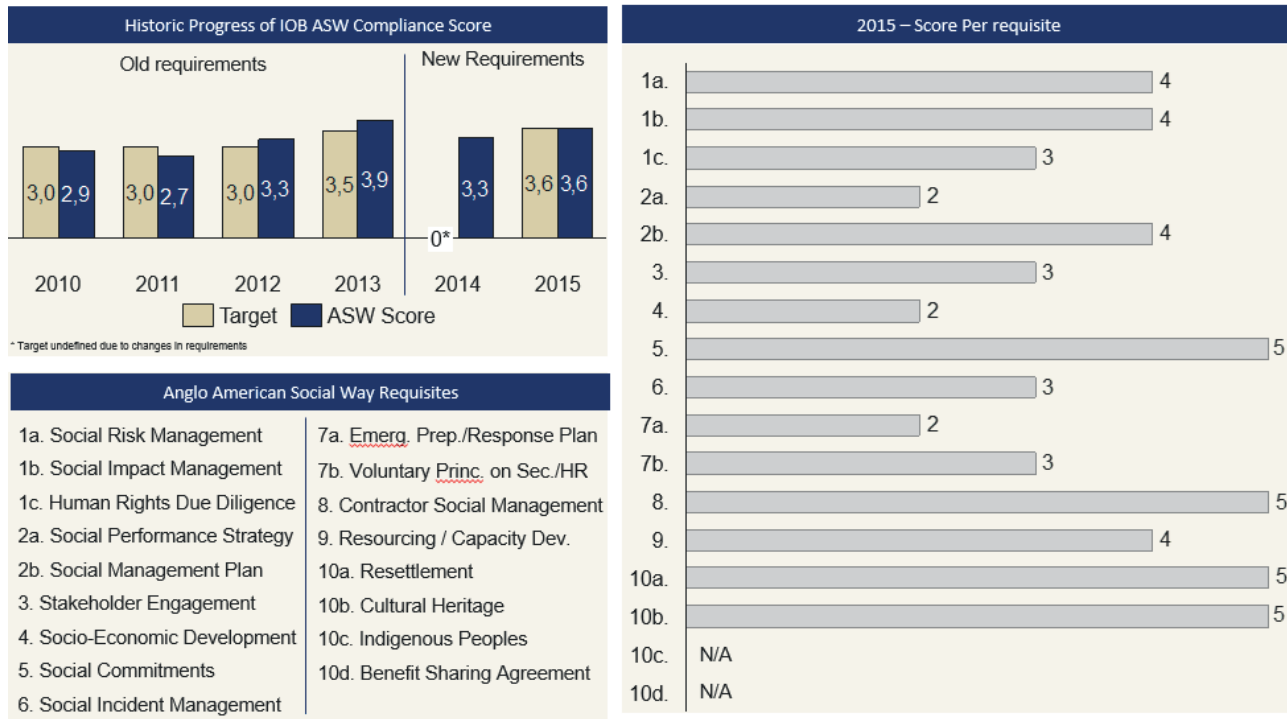 Historic Progress of IOB ASW Compliance Score
Old requirements
New Requirements
3,0 2,9 3,0 2,7 3,0 3,3 3,5 3,9 3,3 3,6 3,6
0*
2010 2011 2012 2013 2014 2015
Target ASW Score
* Target undefined due to changes in requirements
Anglo American Social Way Requisites
1a. Social Risk Management
1b. Social Impact Management
1c. Human Rights Due Diligence
2a. Social Performance Strategy
2b. Social Management Plan
3. Stakeholder Engagement
4. Socio-Economic Development
5. Social Commitments
6. Social Incident Management
7a. Emerg. Prep./Response Plan
7b. Voluntary Princ. on Sec./HR
8. Contractor Social Management
9. Resourcing / Capacity Dev.
10a. Resettlement
10b. Cultural Heritage
10c. Indigenous Peoples
10d. Benefit Sharing Agreement
2015 – Score Per requisite
1a. 4
1b. 4
1c. 3
2a. 2
2b. 4
3. 3
4. 2
5. 5
6. 3
7a. 2
7b. 3
8. 5
9. 4
10a. 5
10b. 5
10c. N/A
10d. N/A